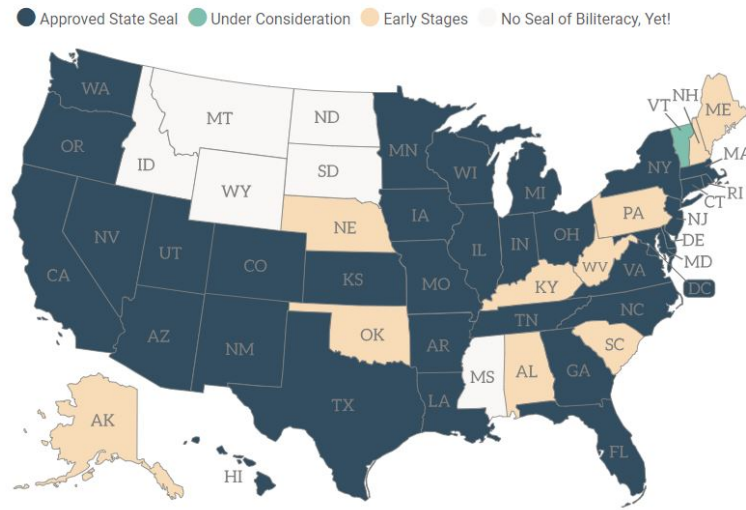 Approved State Seal Under Consideration Early Stages No Seal of Biliteracy, Yet!
WA
MT
ND
VT NH ME
OR
ID
MN
SD
WI
NY
MA
WY
MI
RI
CT
IA
PA
NJ
NE
NV
UT
IL
IN
OH
DE
MD
CA
CO
KS
MO
WV
VA
DC
KY
NC
TN
AZ
NM
OK
AR
SC
MS
AL
GA
TX
LA
AK
FL
HI